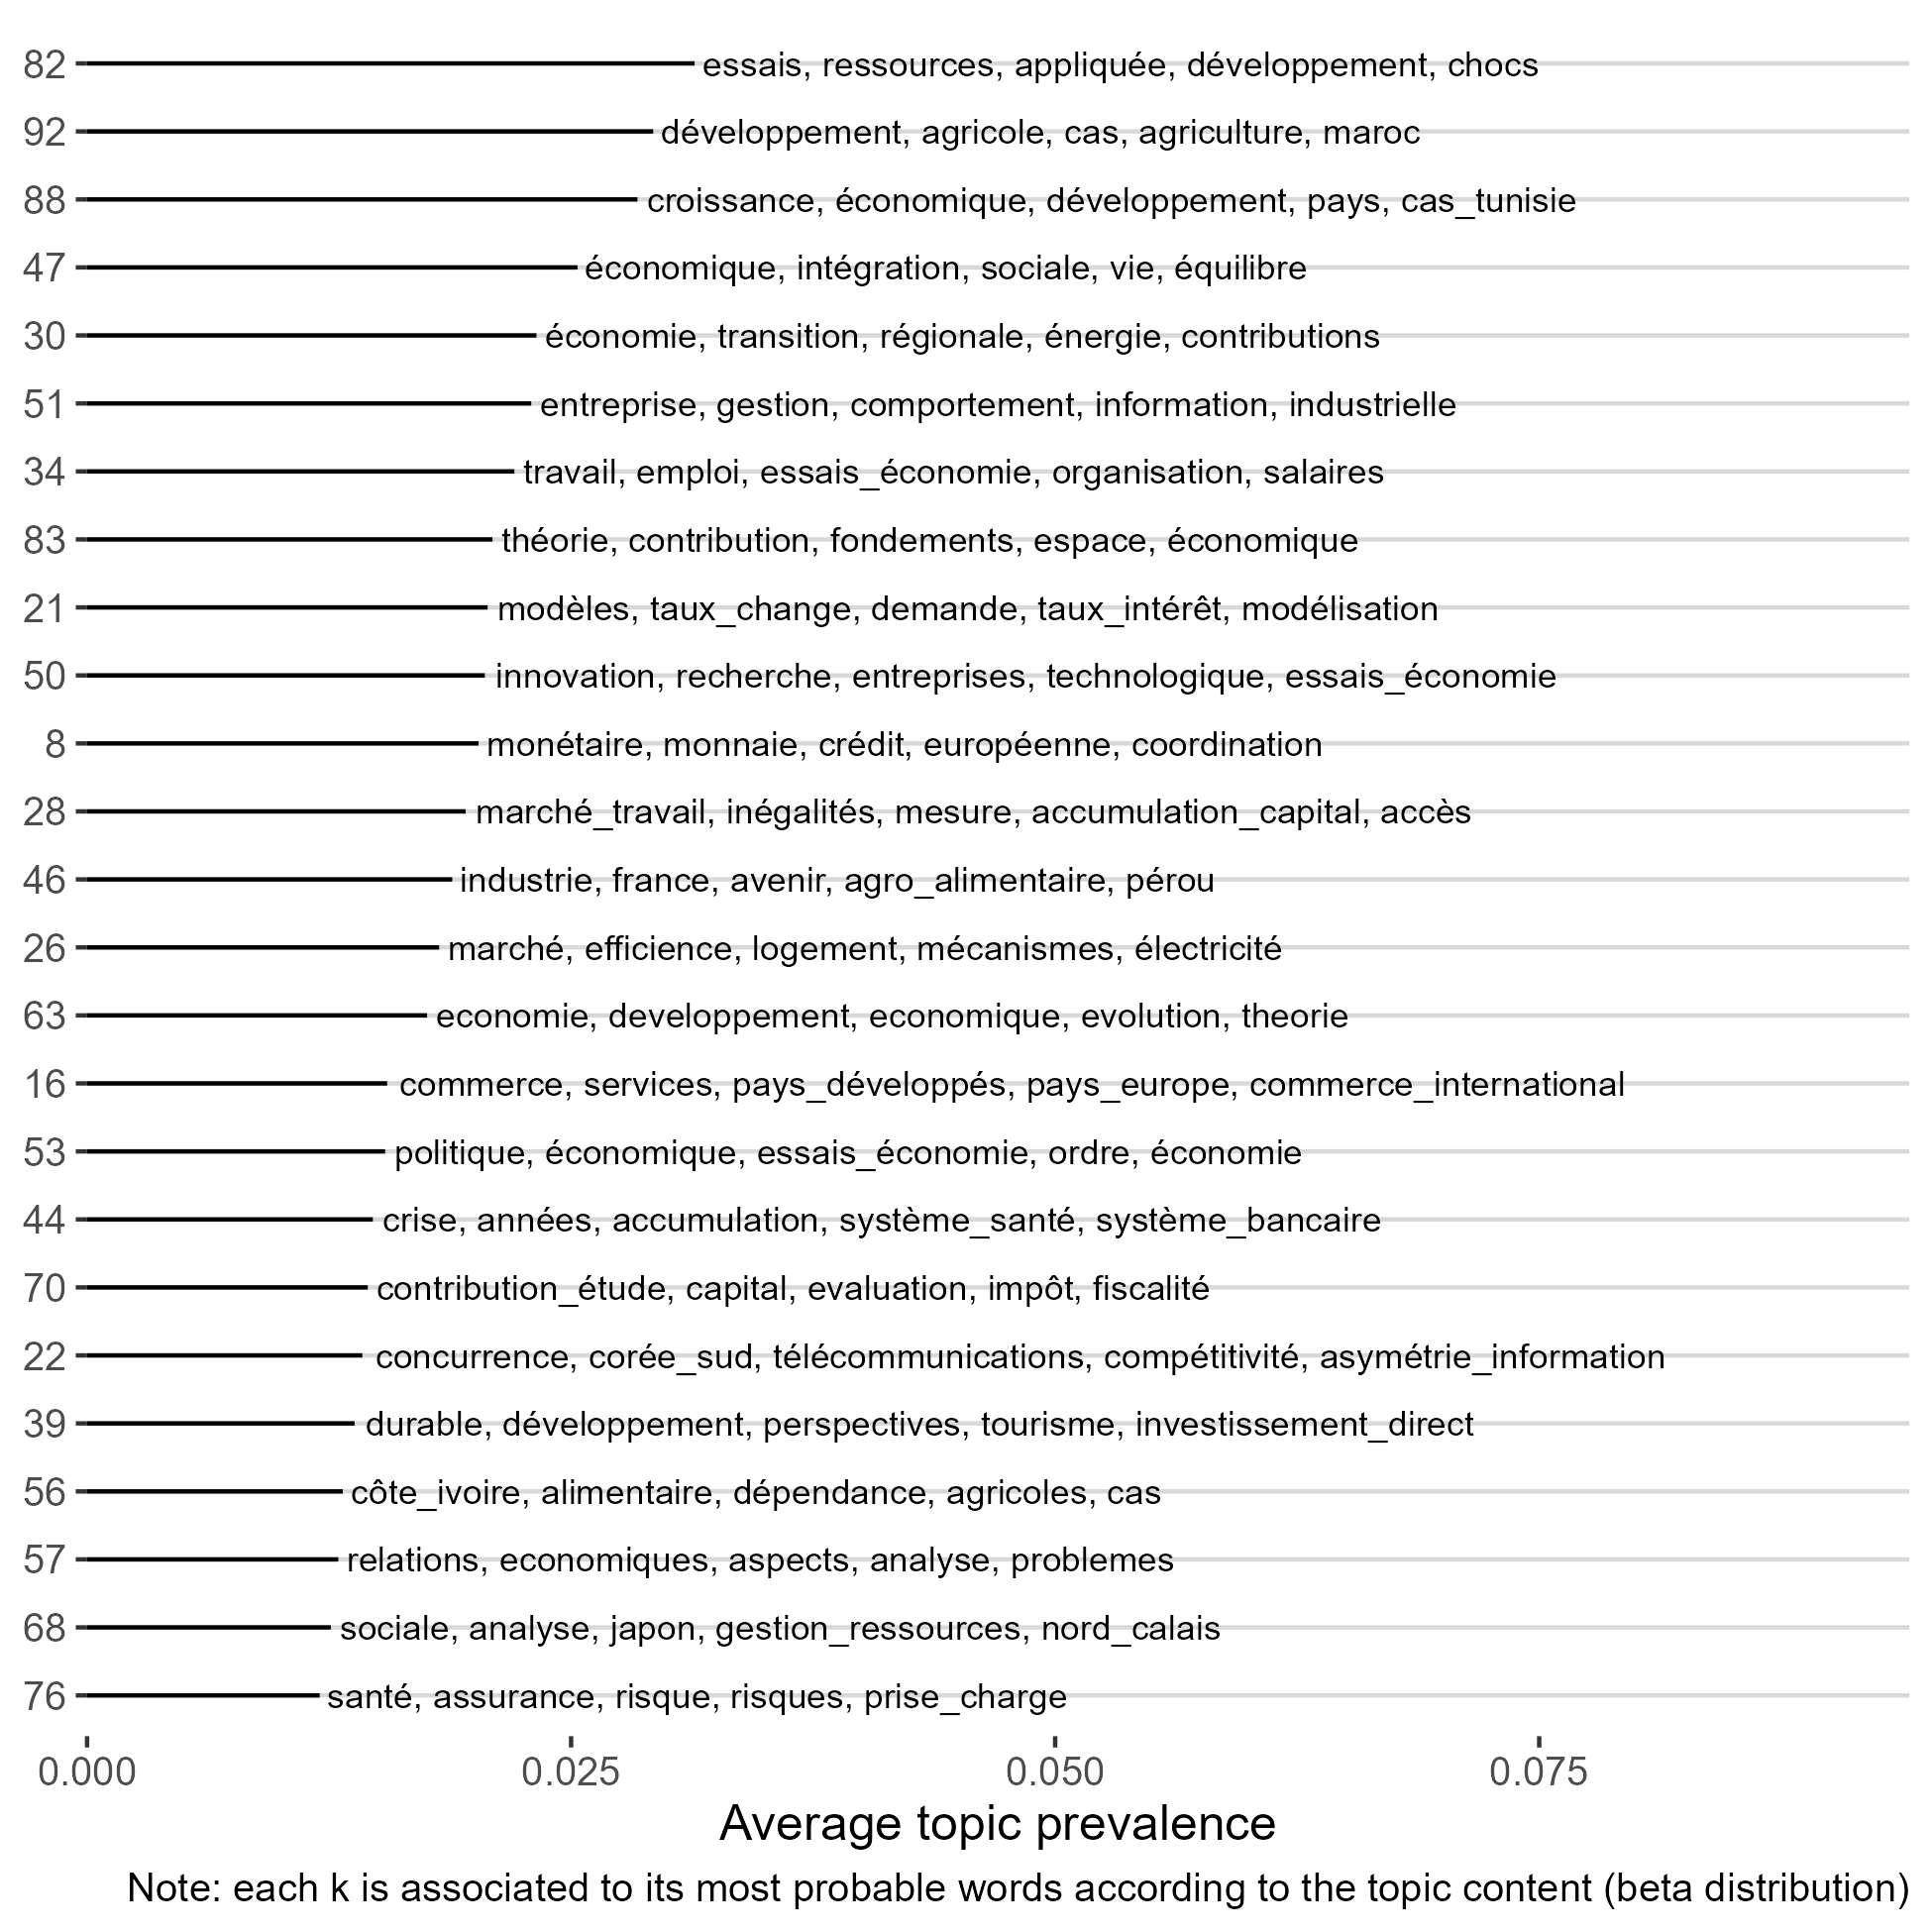 82 essais, ressources, appliquée, développement, chocs
92 développement, agricole, cas, agriculture, maroc
88 croissance, économique, développement, pays, cas_tunisie
47 économique, intégration, sociale, vie, équilibre
30 économie, transition, régionale, énergie, contributions
51 entreprise, gestion, comportement, information, industrielle
34 travail, emploi, essais_économie, organisation, salaires
83 théorie, contribution, fondements, espace, économique
21 modèles, taux_change, demande, taux_intérêt, modélisation
50 innovation, recherche, entreprises, technologique, essais_économie
8 monétaire, monnaie, crédit, européenne, coordination
28 marché_travail, inégalités, mesure, accumulation_capital, accès
46 industrie, france, avenir, agro_alimentaire, pérou
26 marché, efficience, logement, mécanismes, électricité
63 economie, developpement, economique, evolution, theorie
16 commerce, services, pays_développés, pays_europe, commerce_international
53 politique, économique, essais_économie, ordre, économie
44 crise, années, accumulation, système_santé, système_bancaire
70 contribution_étude, capital, evaluation, impôt, fiscalité
22 concurrence, corée_sud, télécommunications, compétitivité, asymétrie_information
39 durable, développement, perspectives, tourisme, investissement_direct
56 côte_ivoire, alimentaire, dépendance, agricoles, cas
57 relations, economiques, aspects, analyse, problemes
68 sociale, analyse, japon, gestion_ressources, nord_calais
76 santé, assurance, risque, risques, prise_charge
0.000 0.025 0.050 0.075
Average topic prevalence
Note: each k is associated to its most probable words according to the topic content (beta distribution)